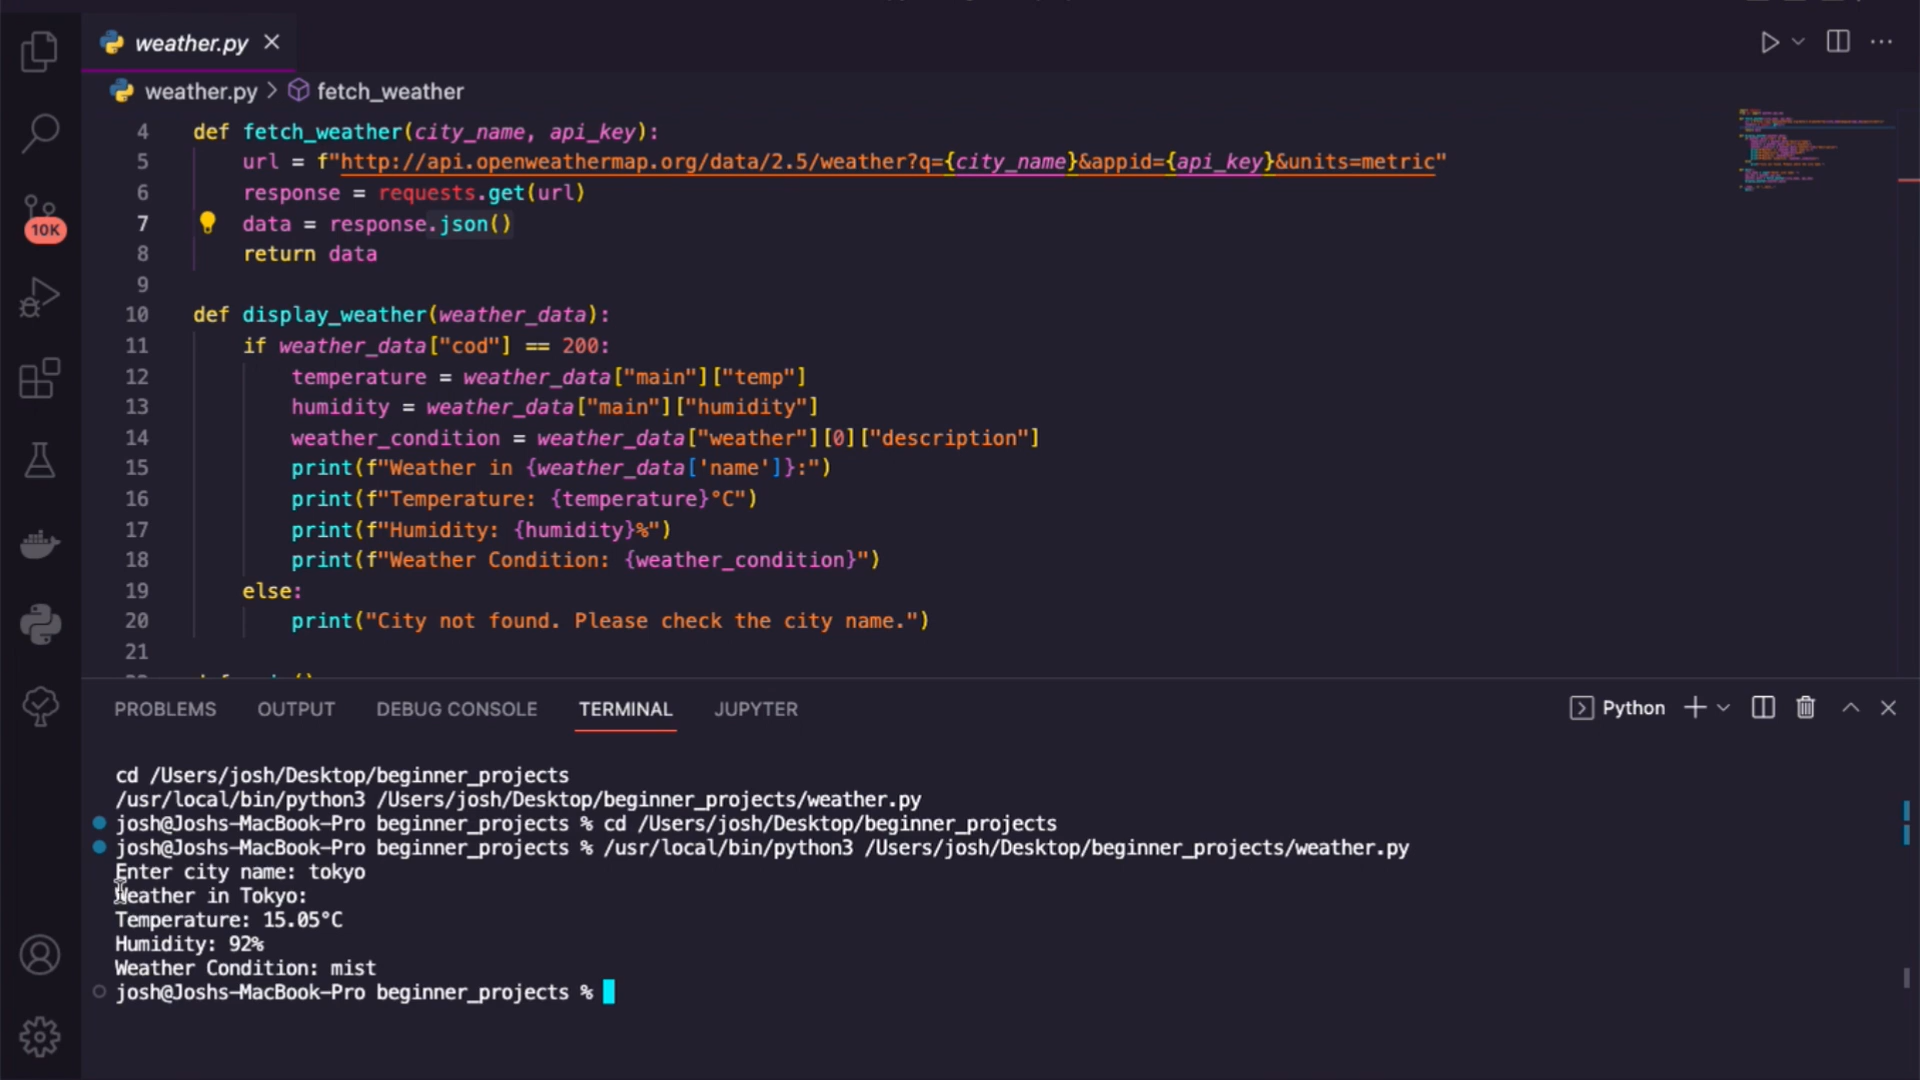 weather.py
weather.py > fetch_weather
4 def fetch_weather(city_name, api_key):
5 url = f"http://api.openweathermap.org/data/2.5/weather?q={city_name}&appid={api_key}&units=metric"
6 response = requests.get(url)
7 data = response.json()
8 return data
9
10 def display_weather(weather_data):
11 if weather_data["cod"] == 200:
12 temperature = weather_data["main"]["temp"]
13 humidity = weather_data["main"]["humidity"]
14 weather_condition = weather_data["weather"][0]["description"]
15 print(f"Weather in {weather_data['name']}:")
16 print(f"Temperature: {temperature}°C")
17 print(f"Humidity: {humidity}%")
18 print(f"Weather Condition: {weather_condition}")
19 else:
20 print("City not found. Please check the city name.")
21
10K
PROBLEMS OUTPUT DEBUG CONSOLE TERMINAL JUPYTER Python
cd /Users/josh/Desktop/beginner_projects
/usr/local/bin/python3 /Users/josh/Desktop/beginner_projects/weather.py
josh@Joshs-MacBook-Pro beginner_projects % cd /Users/josh/Desktop/beginner_projects
josh@Joshs-MacBook-Pro beginner_projects % /usr/local/bin/python3 /Users/josh/Desktop/beginner_projects/weather.py
Enter city name: tokyo
Weather in Tokyo:
Temperature: 15.05°C
Humidity: 92%
Weather Condition: mist
josh@Joshs-MacBook-Pro beginner_projects %